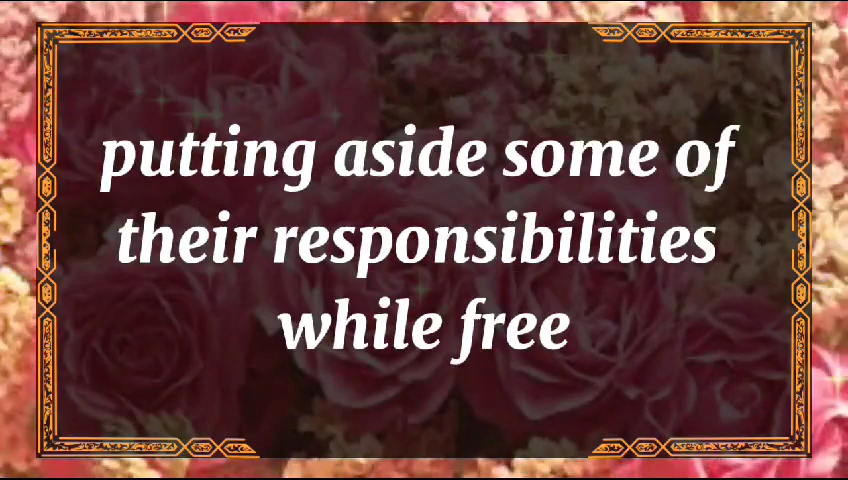 putting aside some of
their responsibilities
while free